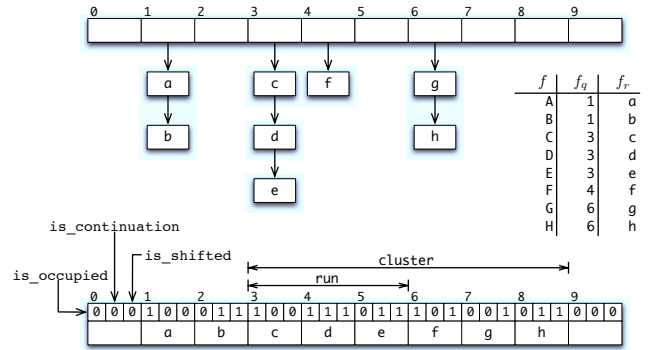 0 1 2 3 4 5 6 7 8 9
a c f g
b d h
e
f f_q f_r
A 1 a
B 1 b
C 3 c
D 3 d
E 3 e
F 4 f
G 6 g
H 6 h
is_continuation
is_shifted
is_occupied
cluster
run
0 1 2 3 4 5 6 7 8 9
0 0 0 1 0 0 0 1 1 1 0 0 1 1 1 0 1 1 1 0 1 0 0 1 0 1 1 0 0 0
a b c d e f g h